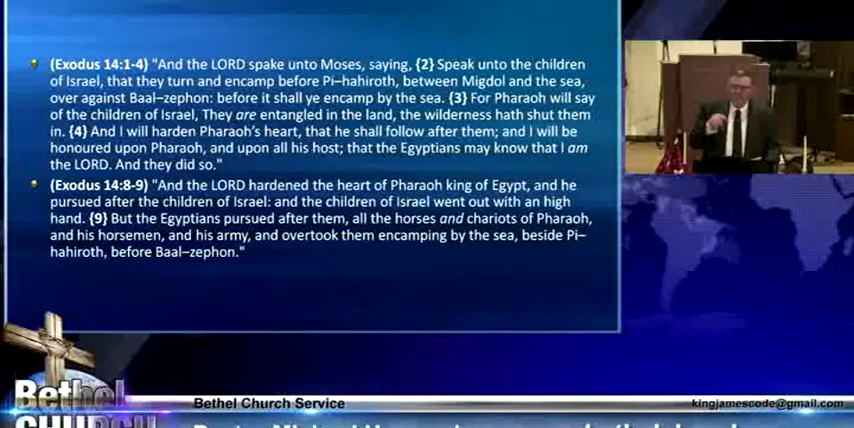 (Exodus 14:1-4) "And the LORD spake unto Moses, saying, {2} Speak unto the children
of Israel, that they turn and encamp before Pi–hahiroth, between Migdol and the sea,
over against Baal–zephon: before it shall ye encamp by the sea. {3} For Pharaoh will say
of the children of Israel, They are entangled in the land, the wilderness hath shut them
in. {4} And I will harden Pharaoh's heart, that he shall follow after them; and I will be
honoured upon Pharaoh, and upon all his host; that the Egyptians may know that I am
the LORD. And they did so."
(Exodus 14:8-9) "And the LORD hardened the heart of Pharaoh king of Egypt, and he
pursued after the children of Israel: and the children of Israel went out with an high
hand. {9} But the Egyptians pursued after them, all the horses and chariots of Pharaoh,
and his horsemen, and his army, and overtook them encamping by the sea, beside Pi–
hahiroth, before Baal–zephon."
Bethel
CHURCH
Bethel Church Service
kingjamescode@gmail.com